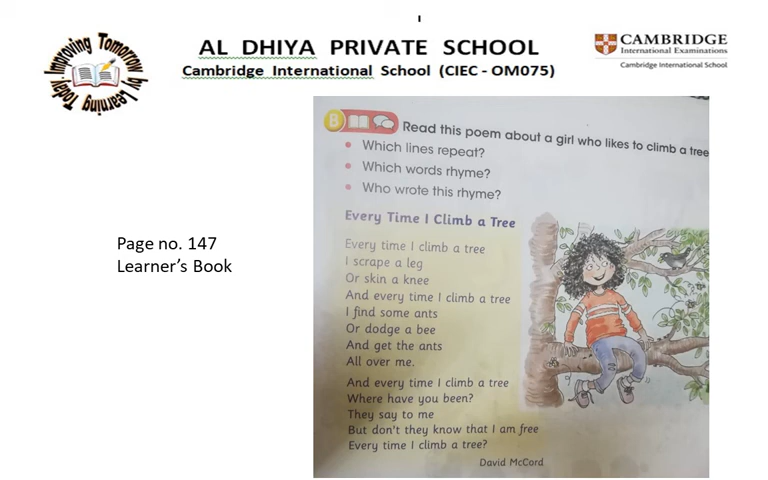 AL DHIYA PRIVATE SCHOOL
Cambridge International School (CIEC - OM075)
Improving Tomorrow by Learning Today
CAMBRIDGE
International Examinations
Cambridge International School
B
Read this poem about a girl who likes to climb a tree
• Which lines repeat?
• Which words rhyme?
• Who wrote this rhyme?
Page no. 147
Learner’s Book
Every Time I Climb a Tree
Every time I climb a tree
I scrape a leg
Or skin a knee
And every time I climb a tree
I find some ants
Or dodge a bee
And get the ants
All over me.
And every time I climb a tree
Where have you been?
They say to me
But don't they know that I am free
Every time I climb a tree?
David McCord